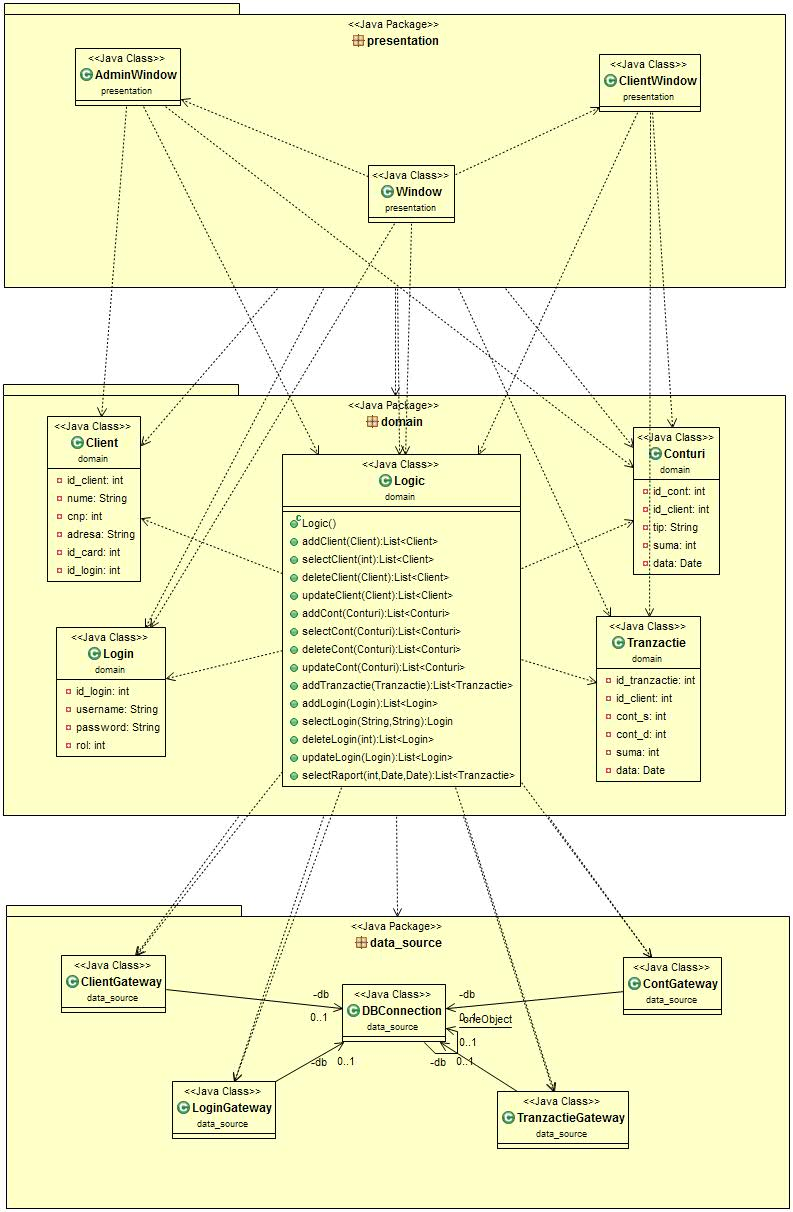 <<Java Package>>
presentation
<<Java Class>>
AdminWindow
presentation
<<Java Class>>
ClientWindow
presentation
<<Java Class>>
Window
presentation
<<Java Package>>
domain
<<Java Class>>
Client
domain
id_client: int
nume: String
cnp: int
adresa: String
id_card: int
id_login: int
<<Java Class>>
Logic
domain
Logic()
addClient(Client):List<Client>
selectClient(int):List<Client>
deleteClient(Client):List<Client>
updateClient(Client):List<Client>
addCont(Conturi):List<Conturi>
selectCont(Conturi):List<Conturi>
deleteCont(Conturi):List<Conturi>
updateCont(Conturi):List<Conturi>
addTranzactie(Tranzactie):List<Tranzactie>
addLogin(Login):List<Login>
selectLogin(String,String):Login
deleteLogin(int):List<Login>
updateLogin(Login):List<Login>
selectRaport(int,Date,Date):List<Tranzactie>
<<Java Class>>
Conturi
domain
id_cont: int
id_client: int
tip: String
suma: int
data: Date
<<Java Class>>
Login
domain
id_login: int
username: String
password: String
rol: int
<<Java Class>>
Tranzactie
domain
id_tranzactie: int
id_client: int
cont_s: int
cont_d: int
suma: int
data: Date
<<Java Package>>
data_source
<<Java Class>>
ClientGateway
data_source
-db
0..1
<<Java Class>>
DBConnection
data_source
-db
0..1
-oneObject
0..1
<<Java Class>>
ContGateway
data_source
-db
0..1
-db
0..1
<<Java Class>>
LoginGateway
data_source
<<Java Class>>
TranzactieGateway
data_source